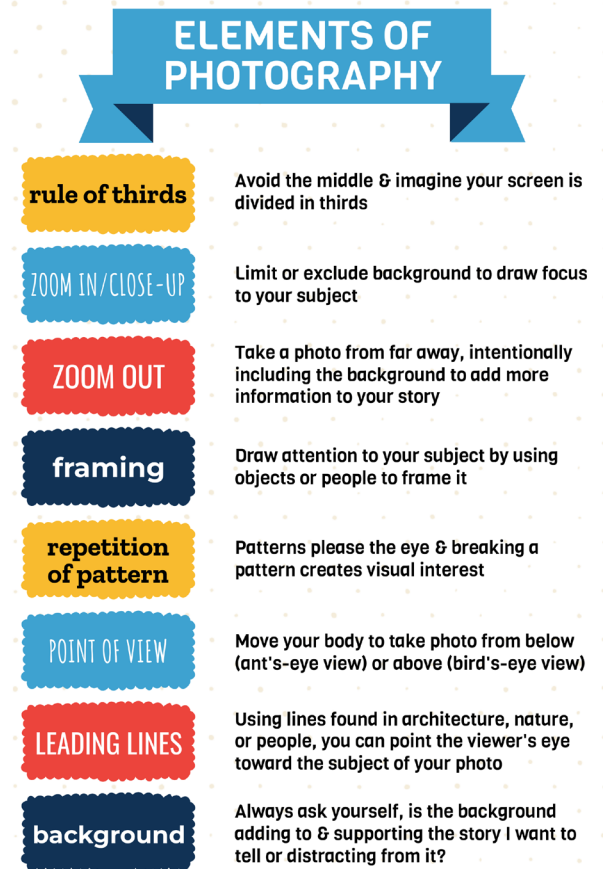 ELEMENTS OF
PHOTOGRAPHY
rule of thirds
Avoid the middle & imagine your screen is
divided in thirds
ZOOM IN/CLOSE-UP
Limit or exclude background to draw focus
to your subject
ZOOM OUT
Take a photo from far away, intentionally
including the background to add more
information to your story
framing
Draw attention to your subject by using
objects or people to frame it
repetition
of pattern
Patterns please the eye & breaking a
pattern creates visual interest
POINT OF VIEW
Move your body to take photo from below
(ant's-eye view) or above (bird's-eye view)
LEADING LINES
Using lines found in architecture, nature,
or people, you can point the viewer's eye
toward the subject of your photo
background
Always ask yourself, is the background
adding to & supporting the story I want to
tell or distracting from it?